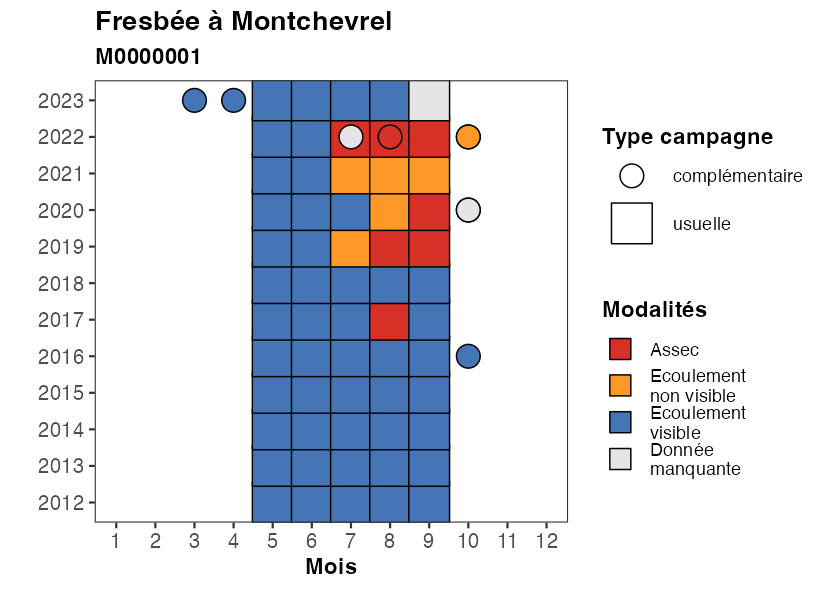 Fresbée à Montchevrel
M0000001
2023
2022
2021
2020
2019
2018
2017
2016
2015
2014
2013
2012
1 2 3 4 5 6 7 8 9 10 11 12
Mois
Type campagne
complémentaire
usuelle
Modalités
Assec
Ecoulement
non visible
Ecoulement
visible
Donnée
manquante